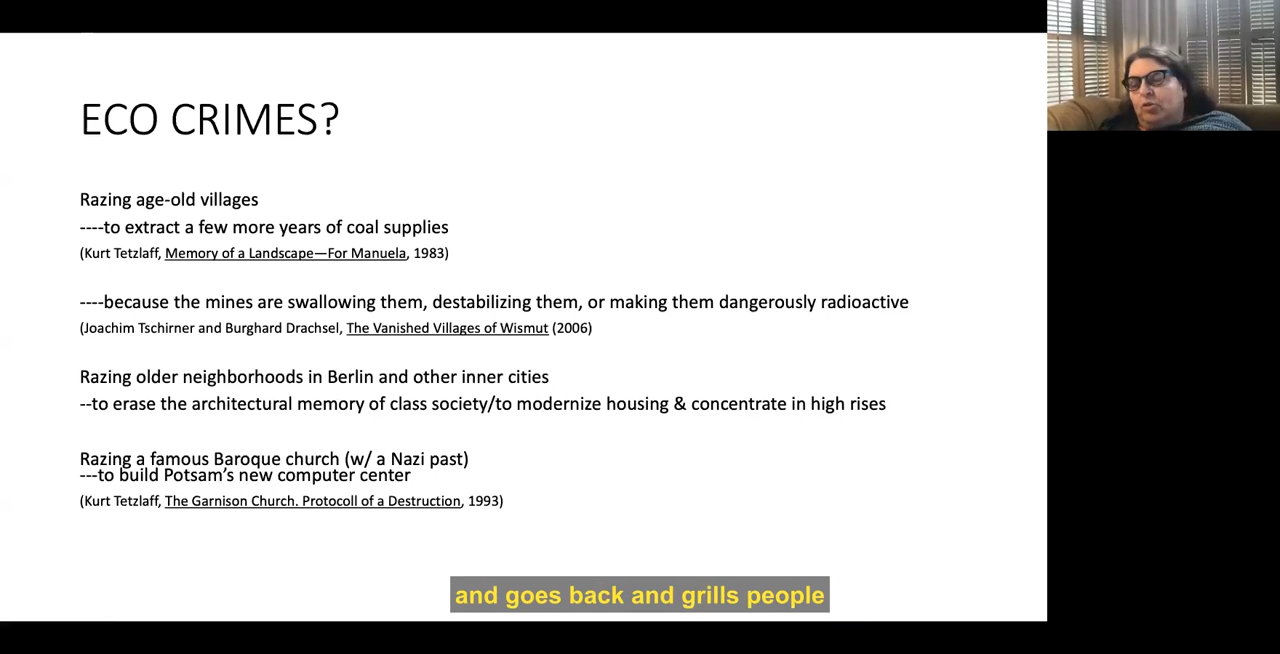 ECO CRIMES?
Razing age-old villages
----to extract a few more years of coal supplies
(Kurt Tetzlaff, Memory of a Landscape—For Manuela, 1983)
----because the mines are swallowing them, destabilizing them, or making them dangerously radioactive
(Joachim Tschirner and Burghard Drachsel, The Vanished Villages of Wismut (2006)
Razing older neighborhoods in Berlin and other inner cities
--to erase the architectural memory of class society/to modernize housing & concentrate in high rises
Razing a famous Baroque church (w/ a Nazi past)
---to build Potsam’s new computer center
(Kurt Tetzlaff, The Garnison Church. Protocoll of a Destruction, 1993)
and goes back and grills people